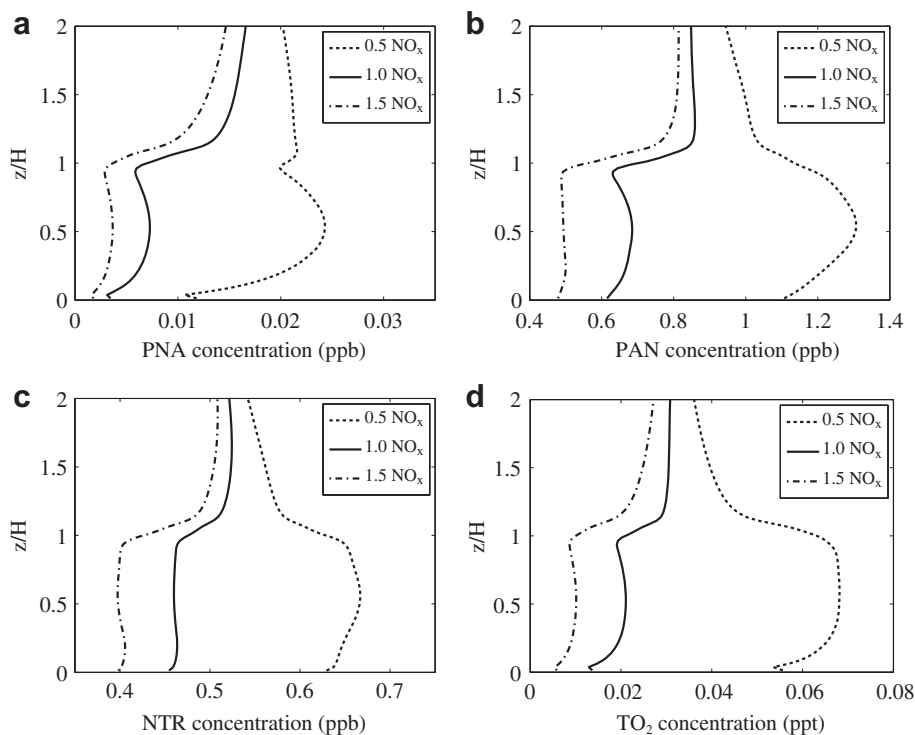 a
2
1.5
1
0.5
0
z/H
0.5 NOx
1.0 NOx
1.5 NOx
0 0.01 0.02 0.03
PNA concentration (ppb)
b
2
1.5
1
0.5
0
z/H
0.5 NOx
1.0 NOx
1.5 NOx
0.4 0.6 0.8 1 1.2 1.4
PAN concentration (ppb)
c
2
1.5
1
0.5
0
z/H
0.5 NOx
1.0 NOx
1.5 NOx
0.4 0.5 0.6 0.7
NTR concentration (ppb)
d
2
1.5
1
0.5
0
z/H
0.5 NOx
1.0 NOx
1.5 NOx
0 0.02 0.04 0.06 0.08
TO2 concentration (ppt)